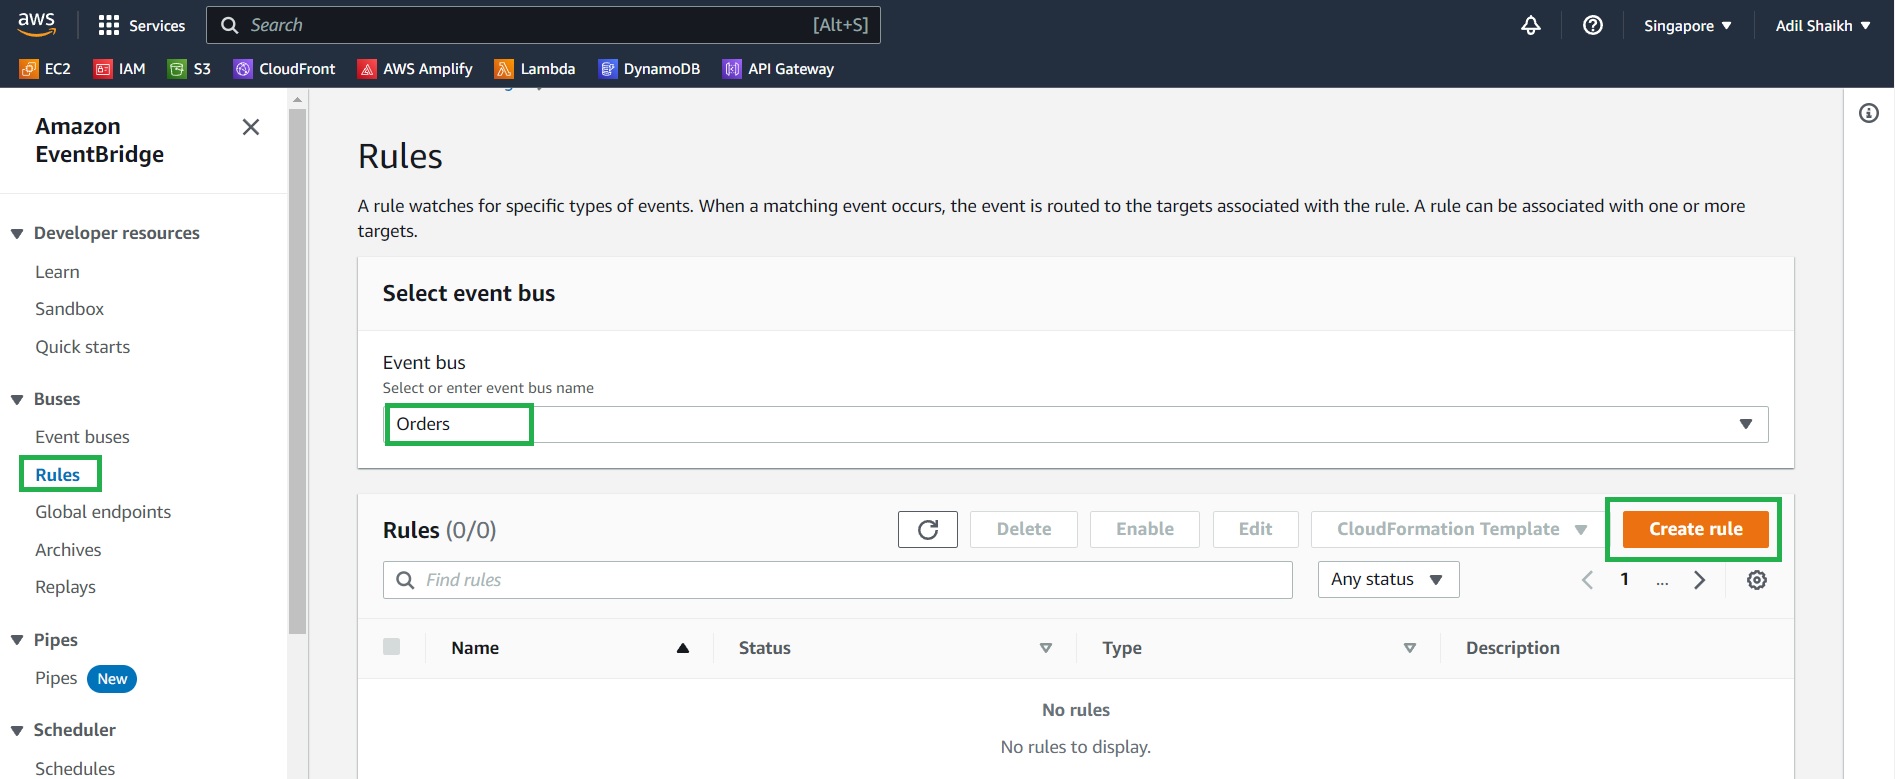 aws
Services
Search
[Alt+S]
Singapore
Adil Shaikh
EC2
IAM
S3
CloudFront
AWS Amplify
Lambda
DynamoDB
API Gateway
Amazon
EventBridge
Developer resources
Learn
Sandbox
Quick starts
Buses
Event buses
Rules
Global endpoints
Archives
Replays
Pipes
Pipes New
Scheduler
Schedules
Rules
A rule watches for specific types of events. When a matching event occurs, the event is routed to the targets associated with the rule. A rule can be associated with one or more
targets.
Select event bus
Event bus
Select or enter event bus name
Orders
Rules (0/0)
Delete
Enable
Edit
CloudFormation Template
Create rule
Find rules
Any status
1
...
Name
Status
Type
Description
No rules
No rules to display.